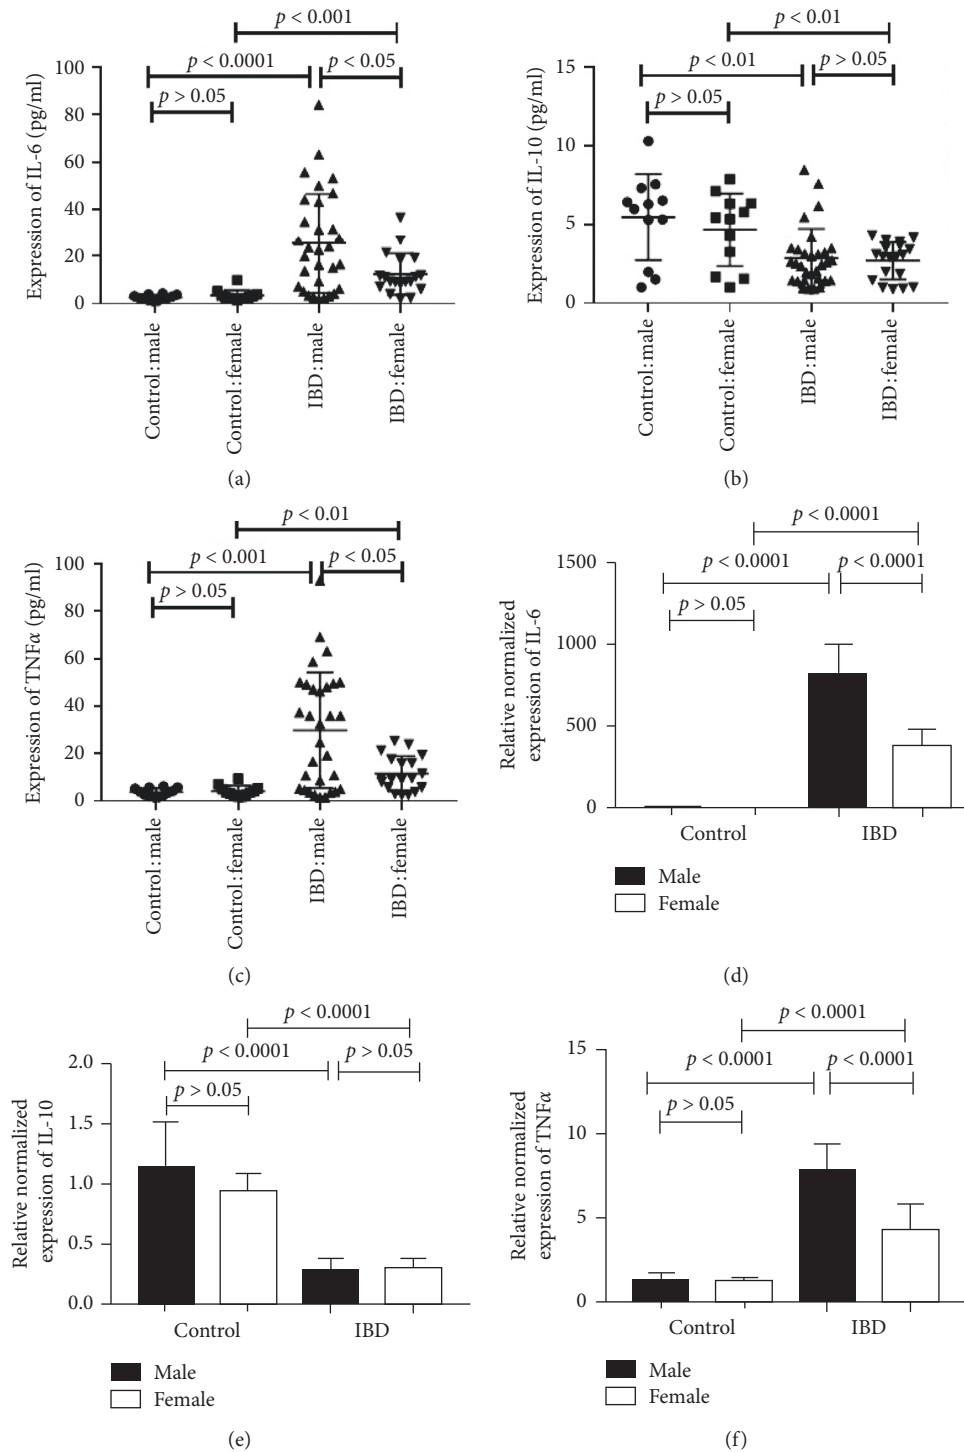 p < 0.001
p < 0.0001
p < 0.05
p > 0.05
100
80
60
40
20
0
Expression of IL-6 (pg/ml)
Control:male
Control:female
IBD:male
IBD:female
(a)
p < 0.01
p < 0.01
p > 0.05
p > 0.05
15
10
5
0
Expression of IL-10 (pg/ml)
Control:male
Control:female
IBD:male
IBD:female
(b)
p < 0.01
p < 0.001
p < 0.05
p > 0.05
100
80
60
40
20
0
Expression of TNFα (pg/ml)
Control:male
Control:female
IBD:male
IBD:female
(c)
p < 0.0001
p < 0.0001
p < 0.0001
p > 0.05
1500
1000
500
0
Relative normalized
expression of IL-6
Control
IBD
Male
Female
(d)
p < 0.0001
p < 0.0001
p > 0.05
p > 0.05
2.0
1.5
1.0
0.5
0.0
Relative normalized
expression of IL-10
Control
IBD
Male
Female
(e)
p < 0.0001
p < 0.0001
p < 0.0001
p > 0.05
15
10
5
0
Relative normalized
expression of TNFα
Control
IBD
Male
Female
(f)